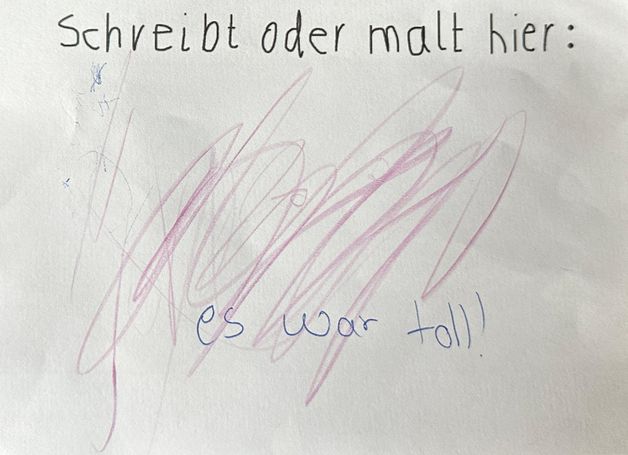 Schreibt oder malt hier:
es war toll!